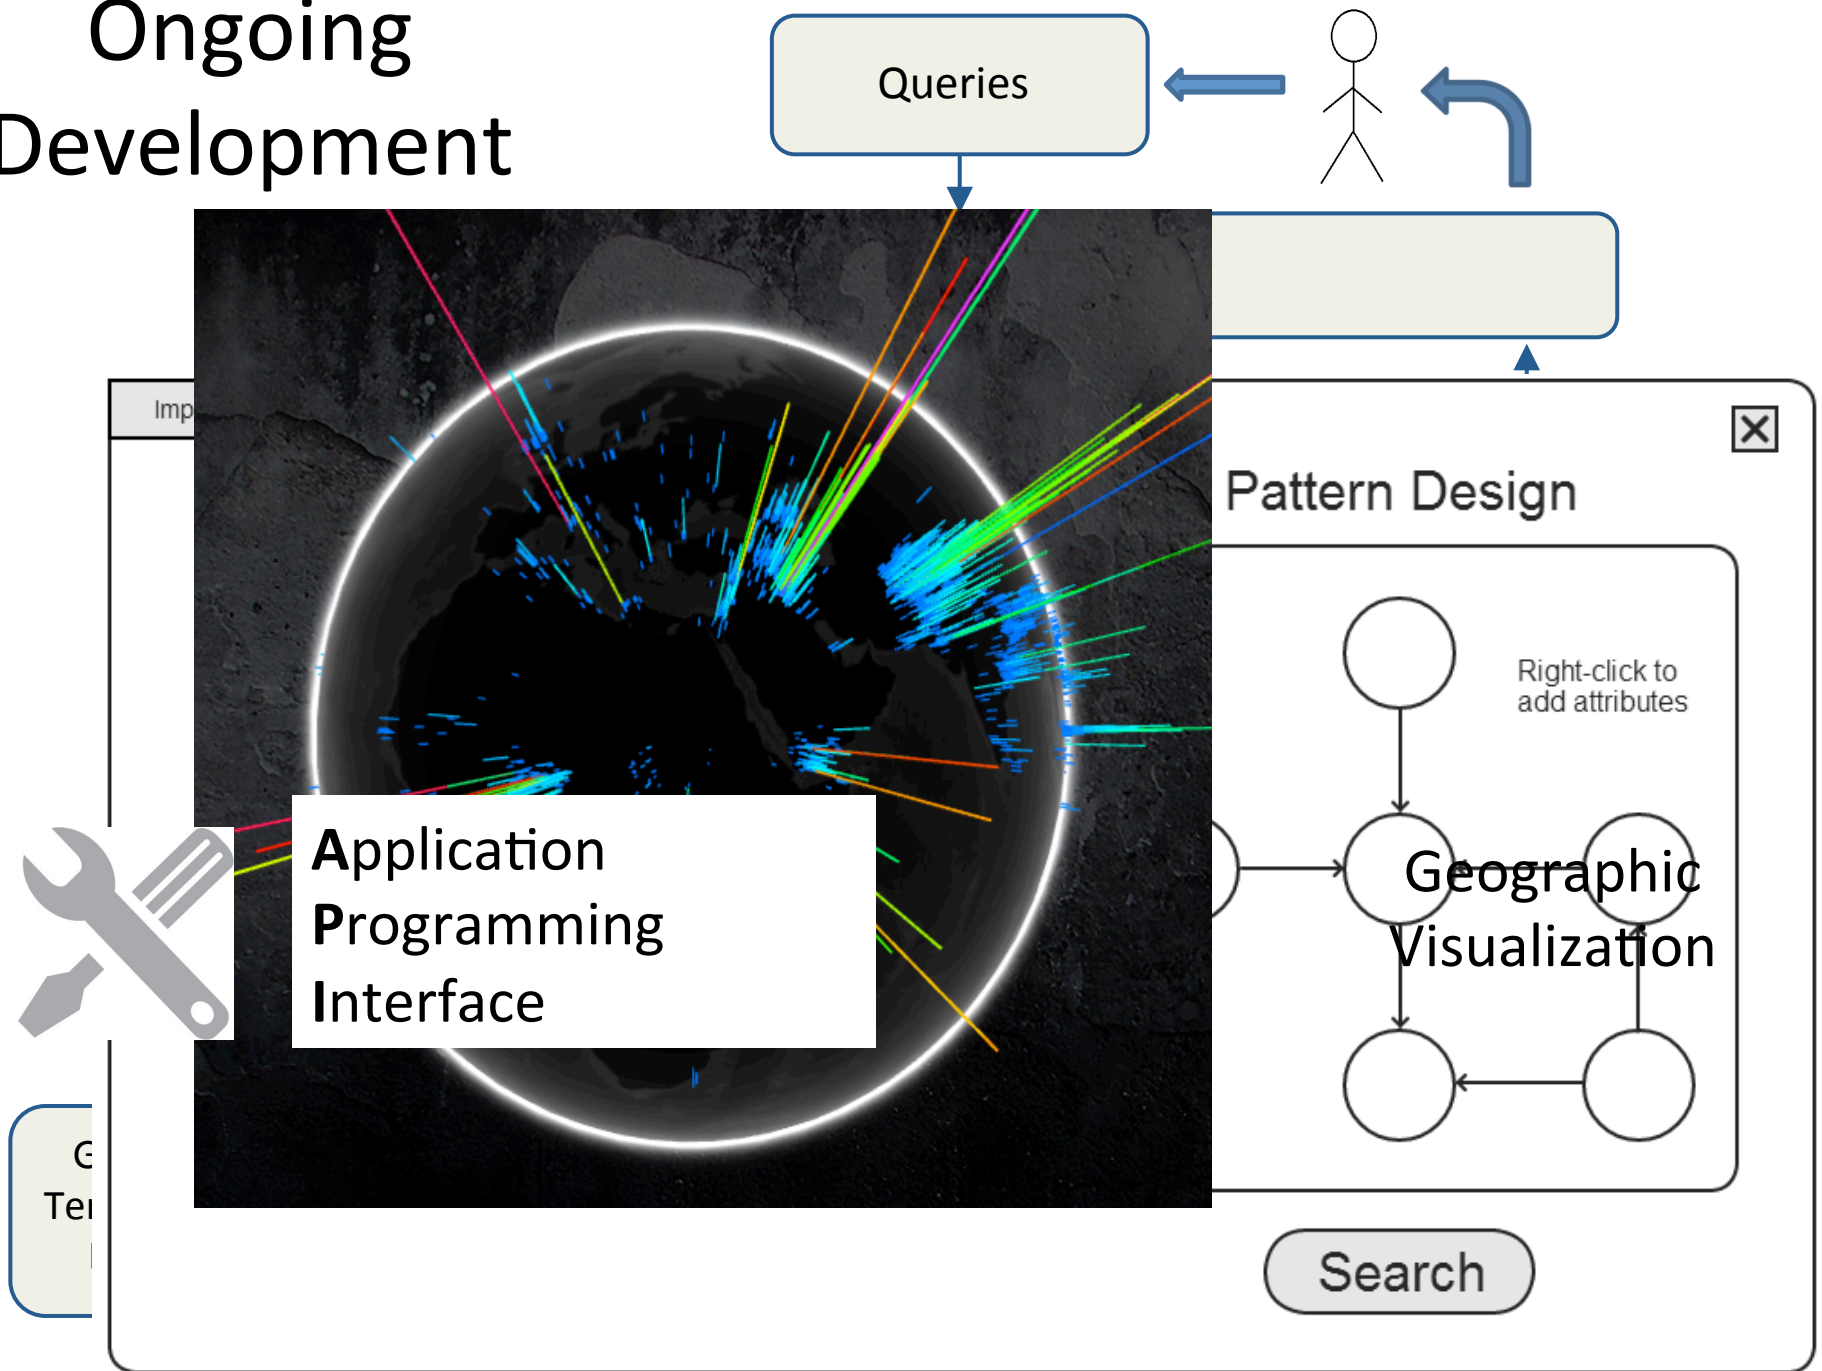 Ongoing
Development
Queries
Imp
Pattern Design
Right-click to
add attributes
Application
Programming
Interface
Geographic
Visualization
G
Ter
Search